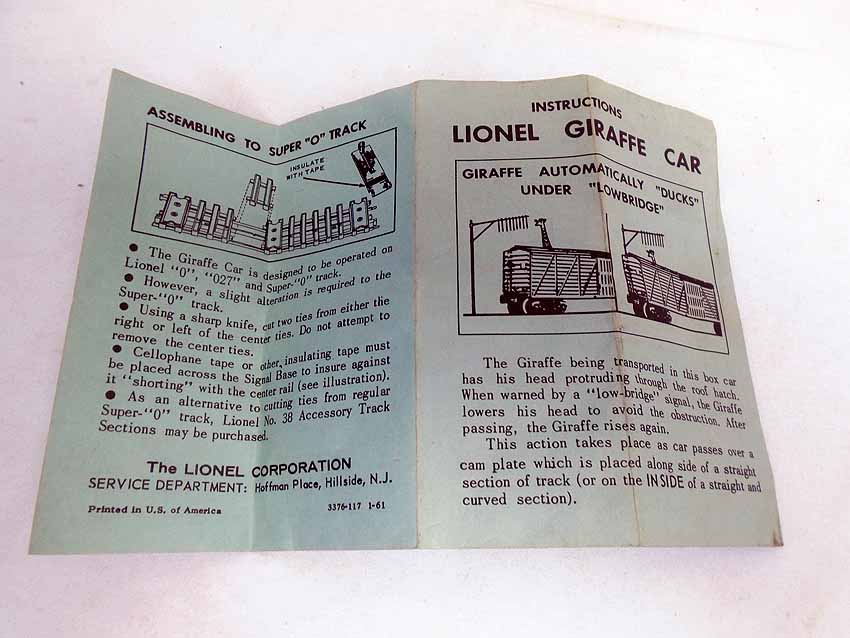 ASSEMBLING TO SUPER "O" TRACK
INSULATE
WITH TAPE
● The Giraffe Car is designed to be operated on
Lionel "0", "027" and Super-"0" track.
● However, a slight alteration is required to the
Super-"0" track.
● Using a sharp knife, cut two ties from either the
right or left of the center ties. Do not attempt to
remove the center ties.
● Cellophane tape or other insulating tape must
be placed across the Signal Base to insure against
it "shorting" with the center rail (see illustration).
● As an alternative to cutting ties from regular
Super-"0" track, Lionel No. 38 Accessory Track
Sections may be purchased.
The LIONEL CORPORATION
SERVICE DEPARTMENT: Hoffman Place, Hillside, N.J.
Printed in U.S. of America
3376-117 1-61
INSTRUCTIONS
LIONEL GIRAFFE CAR
GIRAFFE AUTOMATICALLY "DUCKS"
UNDER "LOWBRIDGE"
The Giraffe being transported in this box car
has his head protruding through the roof hatch.
When warned by a "low-bridge" signal, the Giraffe
lowers his head to avoid the obstruction. After
passing, the Giraffe rises again.
This action takes place as car passes over a
cam plate which is placed along side of a straight
section of track (or on the INSIDE of a straight and
curved section).